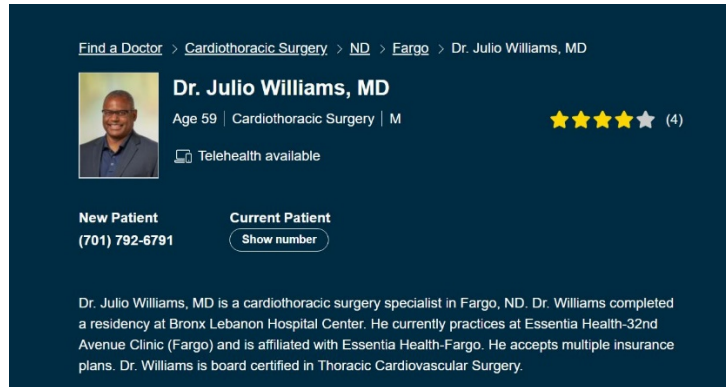 Find a Doctor > Cardiothoracic Surgery > ND > Fargo > Dr. Julio Williams, MD
Dr. Julio Williams, MD
Age 59 | Cardiothoracic Surgery | M
(4)
Telehealth available
New Patient
(701) 792-6791
Current Patient
Show number
Dr. Julio Williams, MD is a cardiothoracic surgery specialist in Fargo, ND. Dr. Williams completed
a residency at Bronx Lebanon Hospital Center. He currently practices at Essentia Health-32nd
Avenue Clinic (Fargo) and is affiliated with Essentia Health-Fargo. He accepts multiple insurance
plans. Dr. Williams is board certified in Thoracic Cardiovascular Surgery.